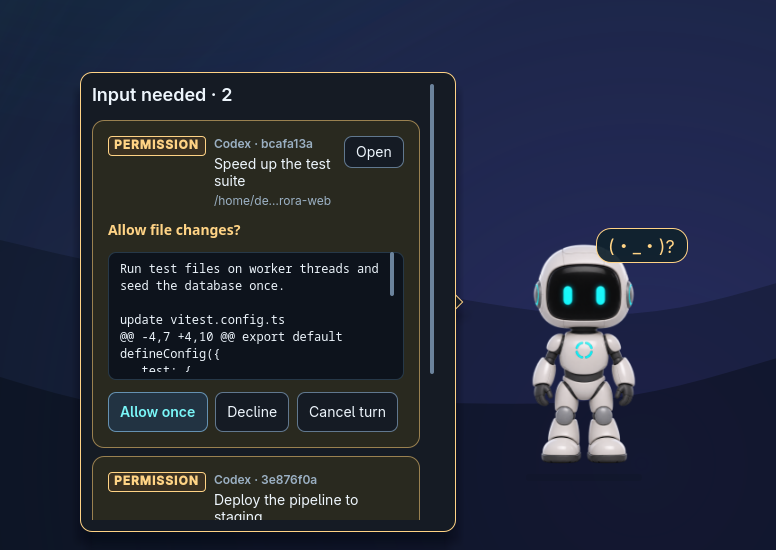 Input needed · 2
PERMISSION
Codex · bcafa13a
Open
Speed up the test
suite
/home/de...rora-web
Allow file changes?
Run test files on worker threads and
seed the database once.
update vitest.config.ts
@@ -4,7 +4,10 @@ export default
defineConfig({
test: {
Allow once
Decline
Cancel turn
PERMISSION
Codex · 3e876f0a
Deploy the pipeline to
staging
( • _ • )?